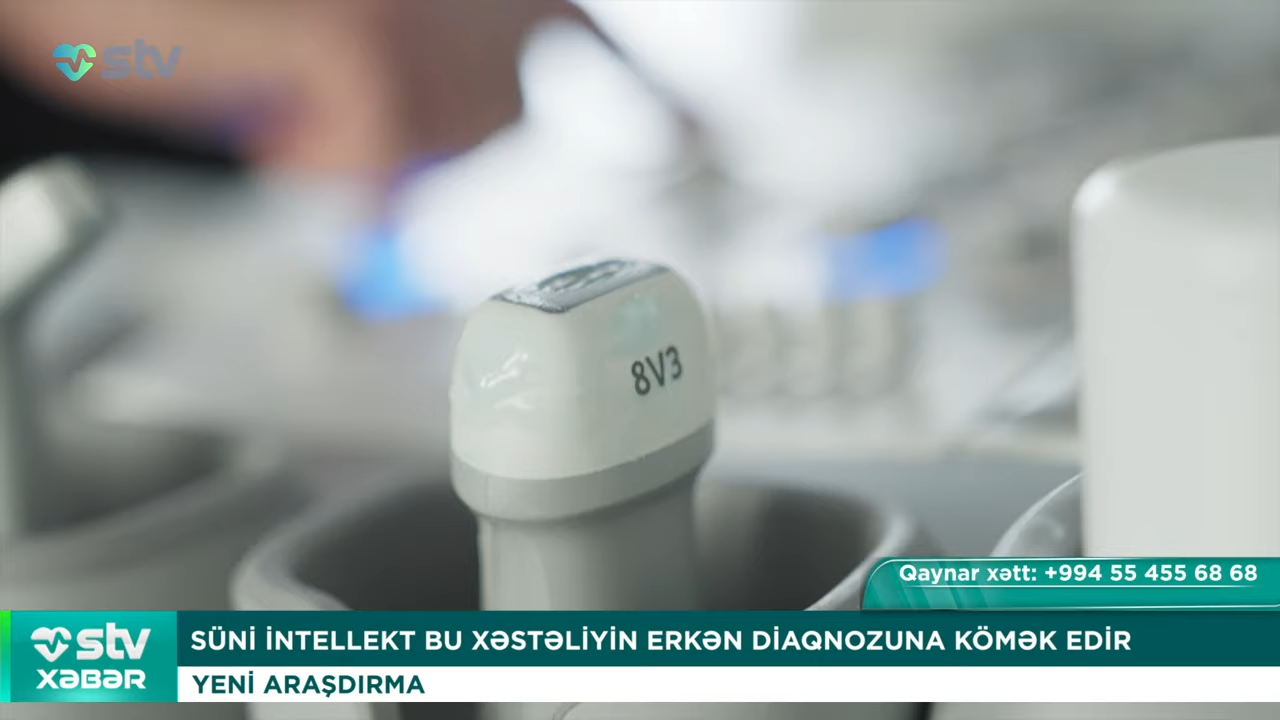 stv
8V3
Qaynar xətt: +994 55 455 68 68
stv
XƏBƏR
SÜNİ İNTELLEKT BU XƏSTƏLİYİN ERKƏN DİAQNOZUNA KÖMƏK EDİR
YENİ ARAŞDIRMA